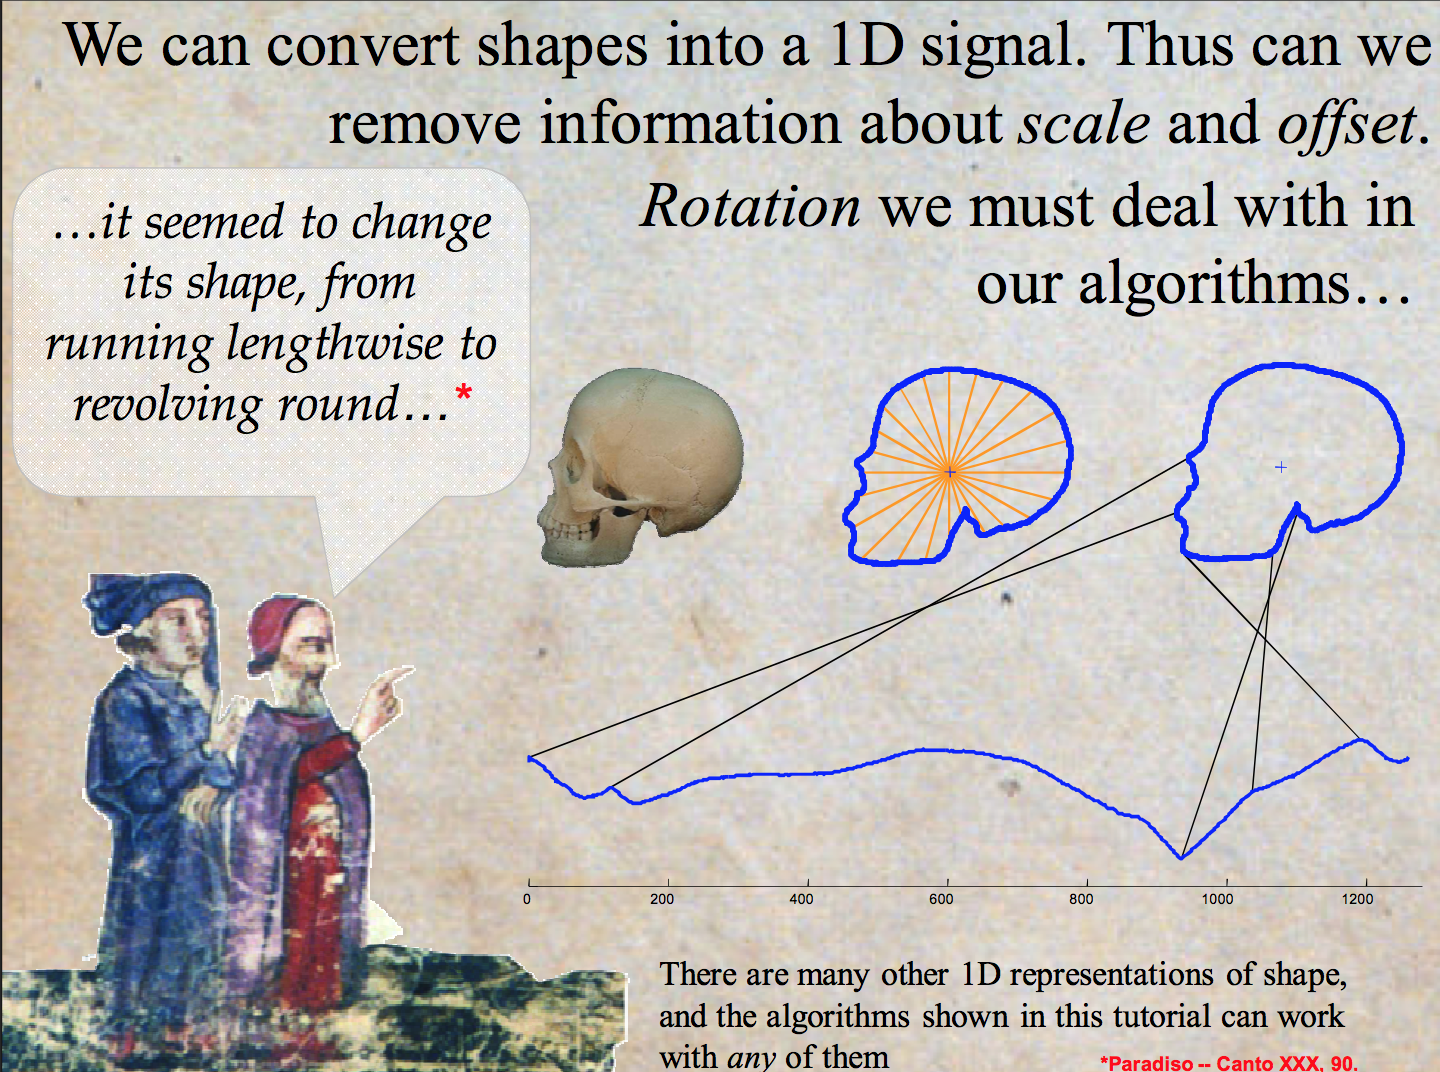 We can convert shapes into a 1D signal. Thus can we
remove information about scale and offset.
Rotation we must deal with in
our algorithms…
…it seemed to change
its shape, from
running lengthwise to
revolving round…*
0 200 400 600 800 1000 1200
There are many other 1D representations of shape,
and the algorithms shown in this tutorial can work
with any of them
*Paradiso -- Canto XXX, 90.